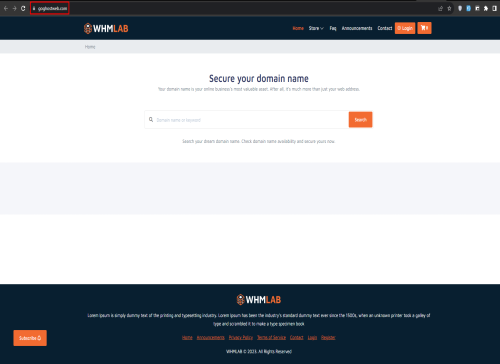 goghostweb.com
WHMLAB
Home Store Faq Announcements Contact Login 0
Home
Secure your domain name
Your domain name is your online business's most valuable asset. After all, it's much more than just your web address.
Domain name or keyword
Search
Search your dream domain name. Check domain name availability and secure yours now.
WHMLAB
Lorem Ipsum is simply dummy text of the printing and typesetting industry. Lorem Ipsum has been the industry's standard dummy text ever since the 1500s, when an unknown printer took a galley of
type and scrambled it to make a type specimen book
Subscribe
Home Announcements Privacy Policy Terms of Service Contact Login Register
WHMLAB © 2023. All Rights Reserved